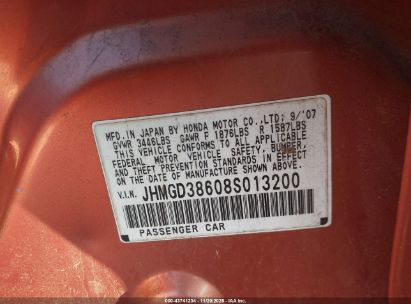 MFD. IN JAPAN BY HONDA MOTOR CO.,LTD; 9/'07
GVWR 3446LBS GAWR F 1876LBS R 1587LBS
THIS VEHICLE CONFORMS TO ALL APPLICABLE
FEDERAL MOTOR VEHICLE SAFETY, BUMPER,
AND THEFT PREVENTION STANDARDS IN EFFECT
ON THE DATE OF MANUFACTURE SHOWN ABOVE.
V.I.N. JHMGD38608S013200
PASSENGER CAR